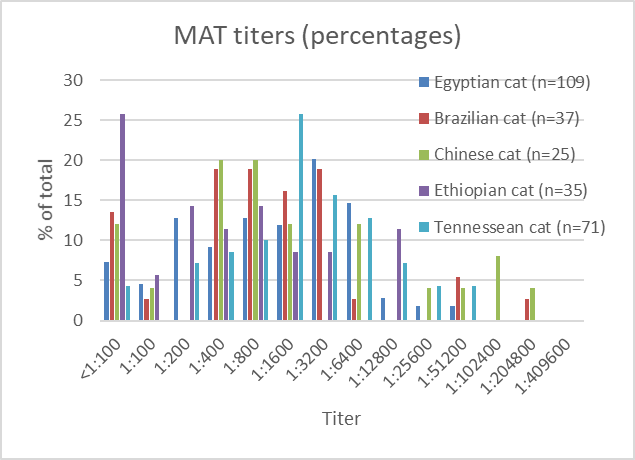 MAT titers (percentages)
30
25
20
15
10
5
0
% of total
Egyptian cat (n=109)
Brazilian cat (n=37)
Chinese cat (n=25)
Ethiopian cat (n=35)
Tennessean cat (n=71)
<1:100
1:100
1:200
1:400
1:800
1:1600
1:3200
1:6400
1:12800
1:25600
1:51200
1:102400
1:204800
1:409600
Titer